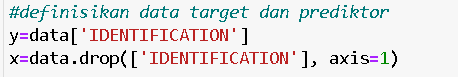 #definisikan data target dan prediktor
y=data['IDENTIFICATION']
x=data.drop(['IDENTIFICATION'], axis=1)